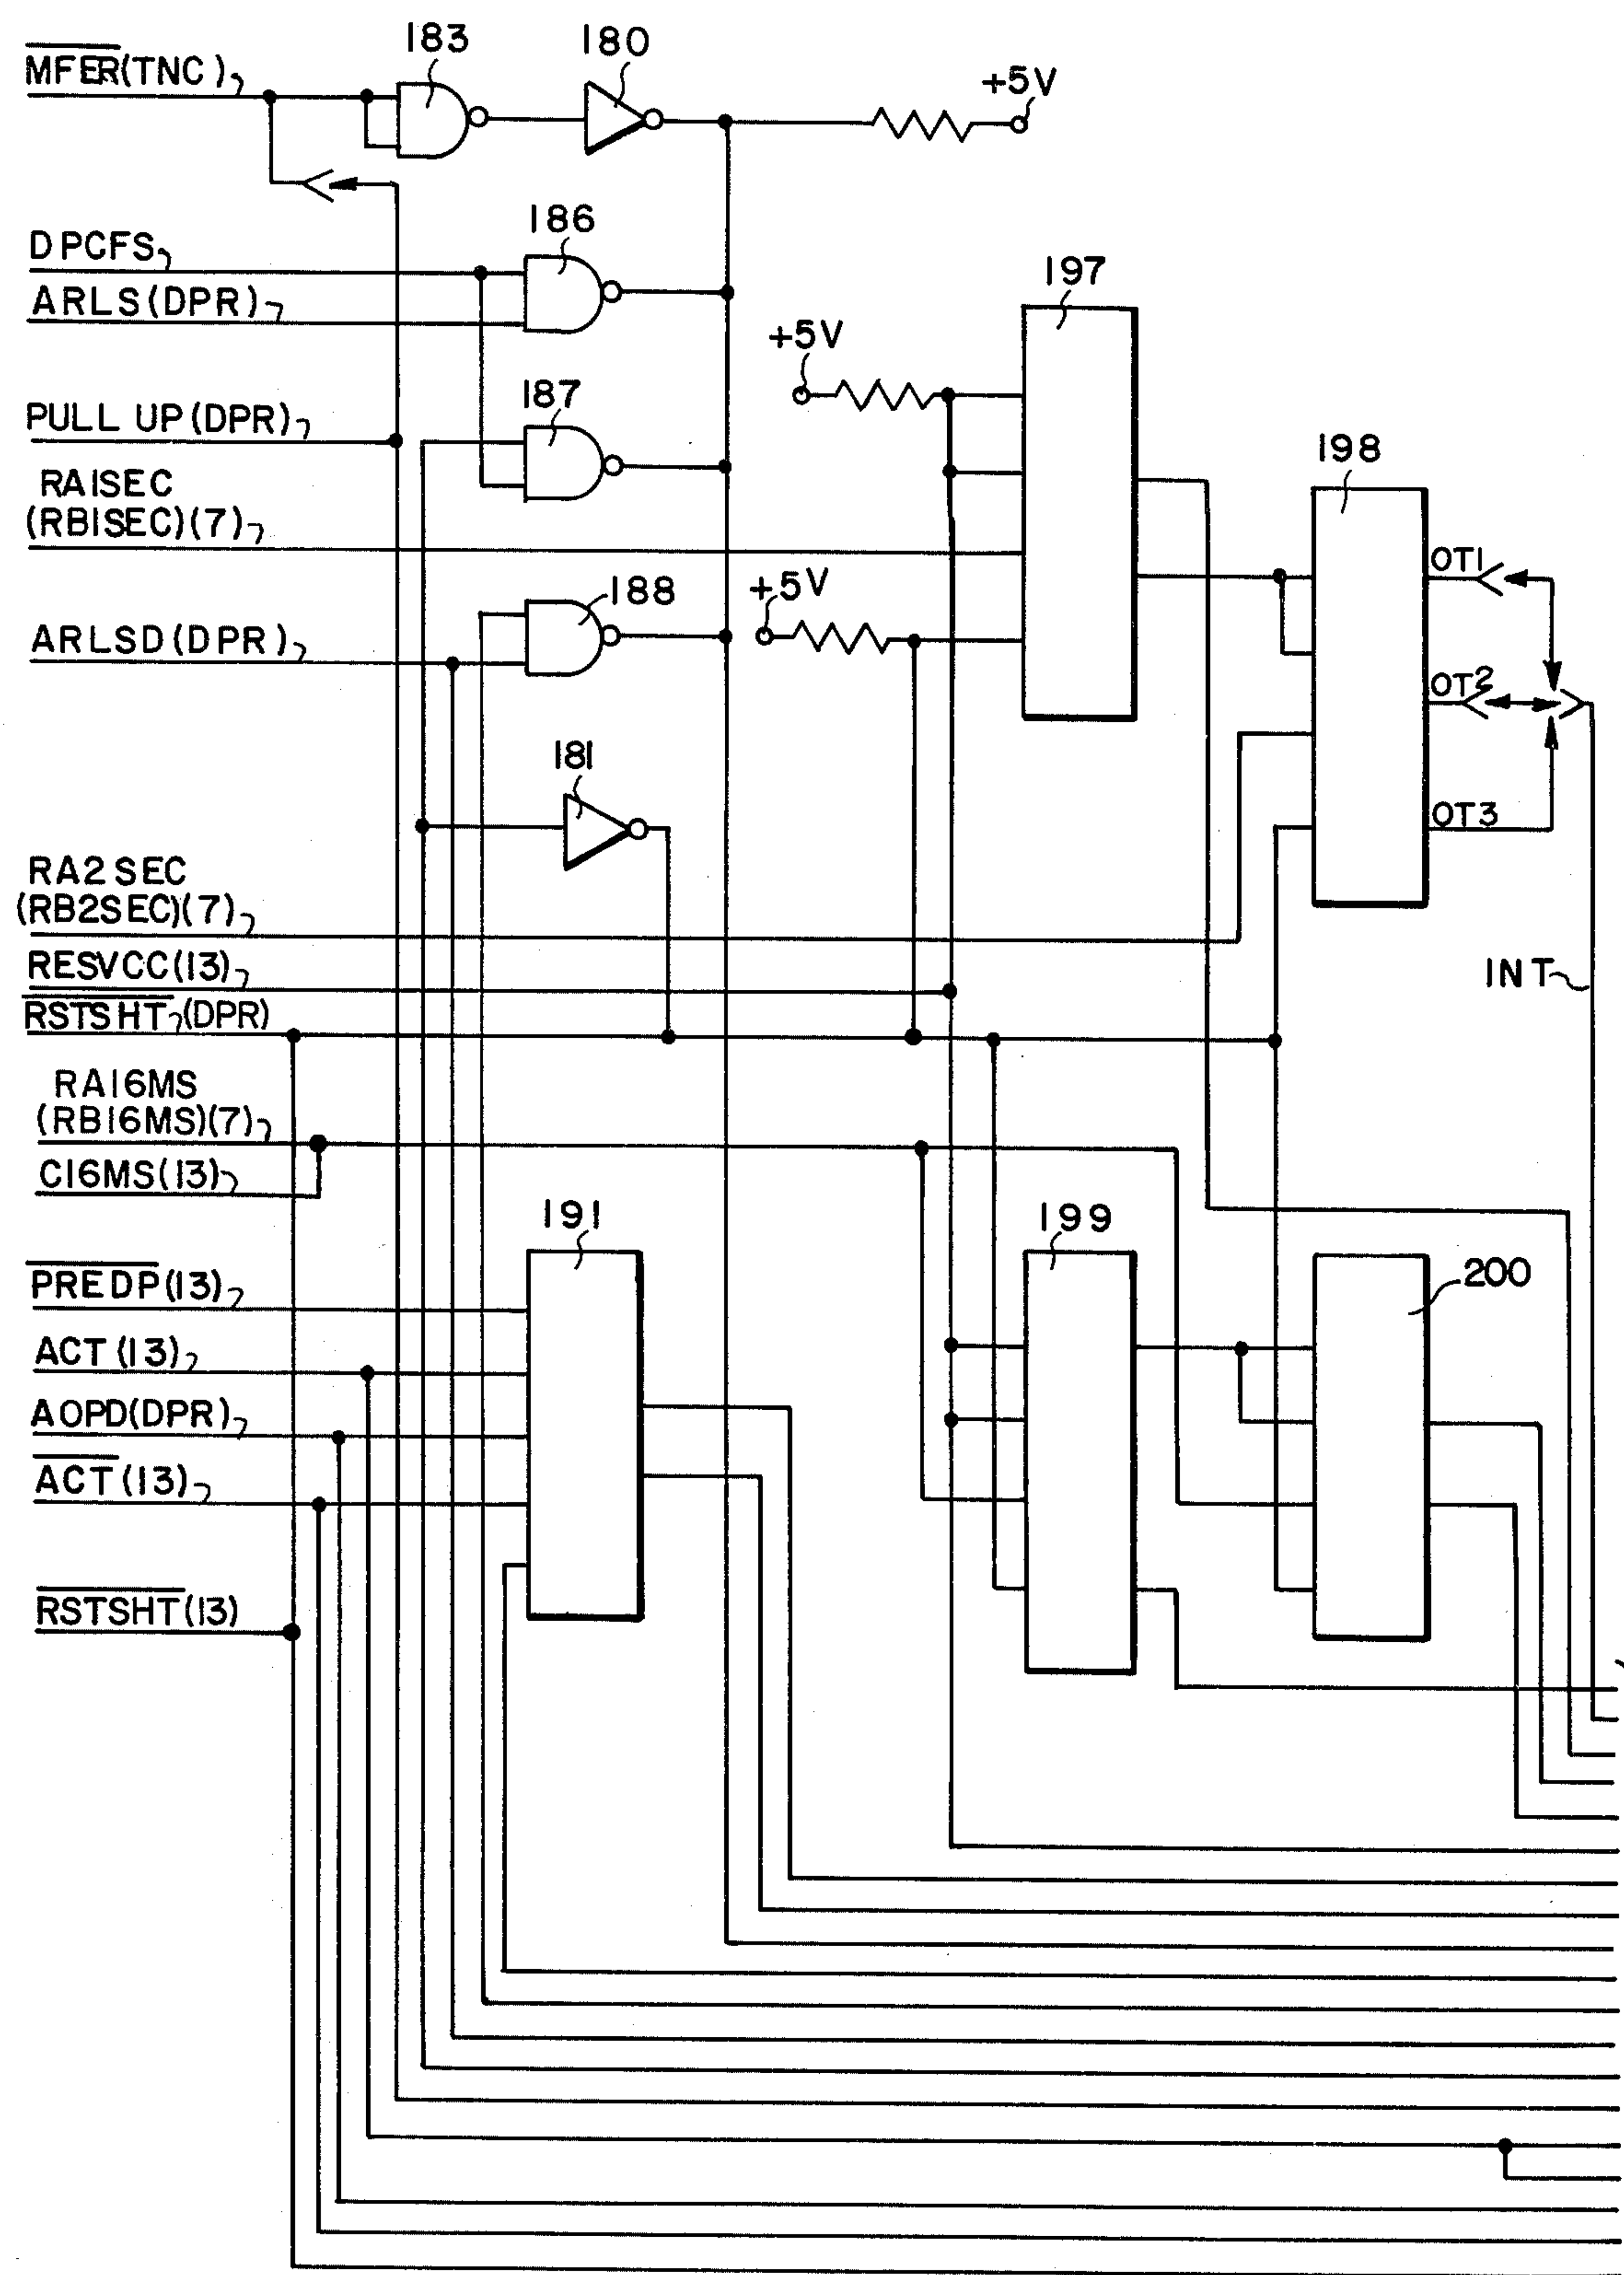 183
180
MFER(TNC)
+5V
186
DPCFS
ARLS(DPR)
197
+5V
187
PULL UP(DPR)
198
RA1SEC
(RB1SEC)(7)
OT1
+5V
188
ARLSD(DPR)
OT2
181
OT3
RA2SEC
(RB2SEC)(7)
RESVCC(13)
INT
RSTSHT(DPR)
RA16MS
(RB16MS)(7)
C16MS(13)
191
199
PREDP(13)
200
ACT(13)
AOPD(DPR)
ACT(13)
RSTSHT(13)